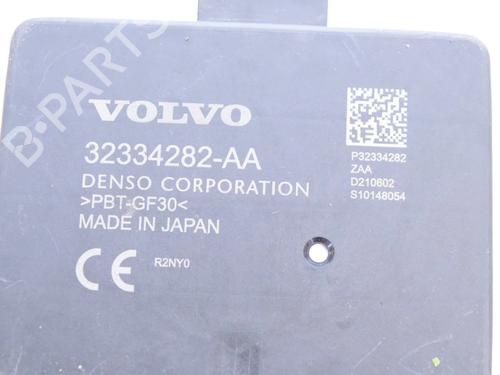 VOLVO
32334282-AA
DENSO CORPORATION
>PBT-GF30<
MADE IN JAPAN
CE
R2NY0
P32334282
ZAA
D210602
S10148054
B-PARTS